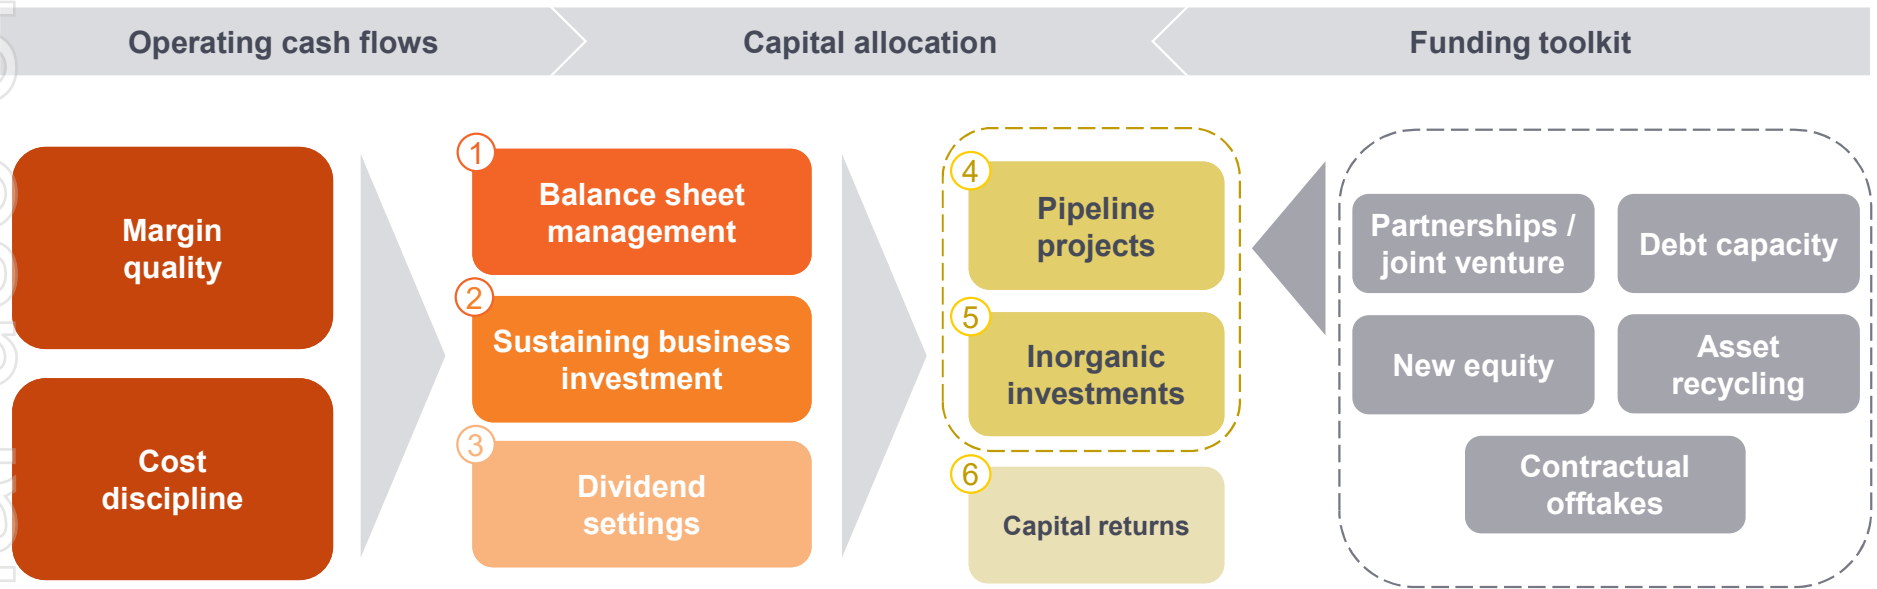 Operating cash flows
Capital allocation
Funding toolkit
Margin
quality
Cost
discipline
1
Balance sheet
management
2
Sustaining business
investment
3
Dividend
settings
4
Pipeline
projects
5
Inorganic
investments
6
Capital returns
Partnerships /
joint venture
Debt capacity
New equity
Asset
recycling
Contractual
offtakes